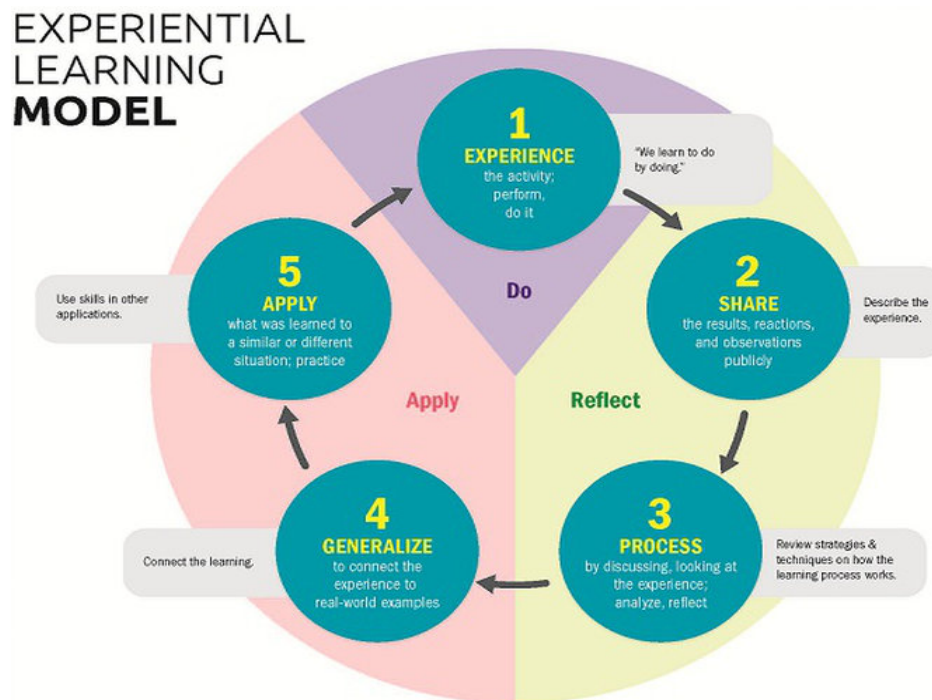 EXPERIENTIAL
LEARNING
MODEL
1
EXPERIENCE
the activity;
perform,
do it
"We learn to do
by doing."
Do
2
SHARE
the results, reactions,
and observations
publicly
Describe the
experience.
Reflect
3
PROCESS
by discussing, looking at
the experience;
analyze, reflect
Review strategies &
techniques on how the
learning process works.
4
GENERALIZE
to connect the
experience to
real-world examples
Connect the learning.
Apply
5
APPLY
what was learned to
a similar or different
situation; practice
Use skills in other
applications.